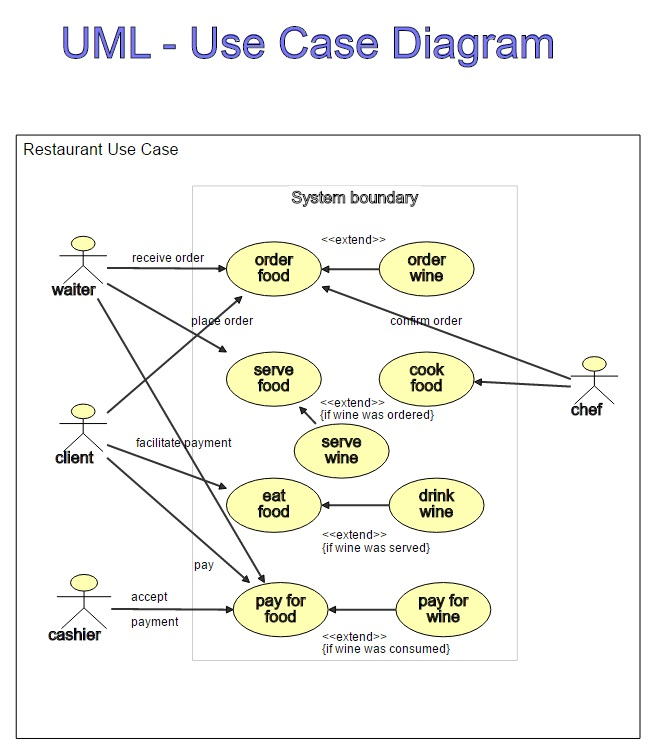 UML - Use Case Diagram
Restaurant Use Case
System boundary
<<extend>>
receive order
order
food
order
wine
waiter
place order
confirm order
serve
food
cook
food
<<extend>>
{if wine was ordered}
chef
facilitate payment
serve
wine
client
eat
food
drink
wine
<<extend>>
{if wine was served}
pay
accept
payment
pay for
food
pay for
wine
cashier
<<extend>>
{if wine was consumed}